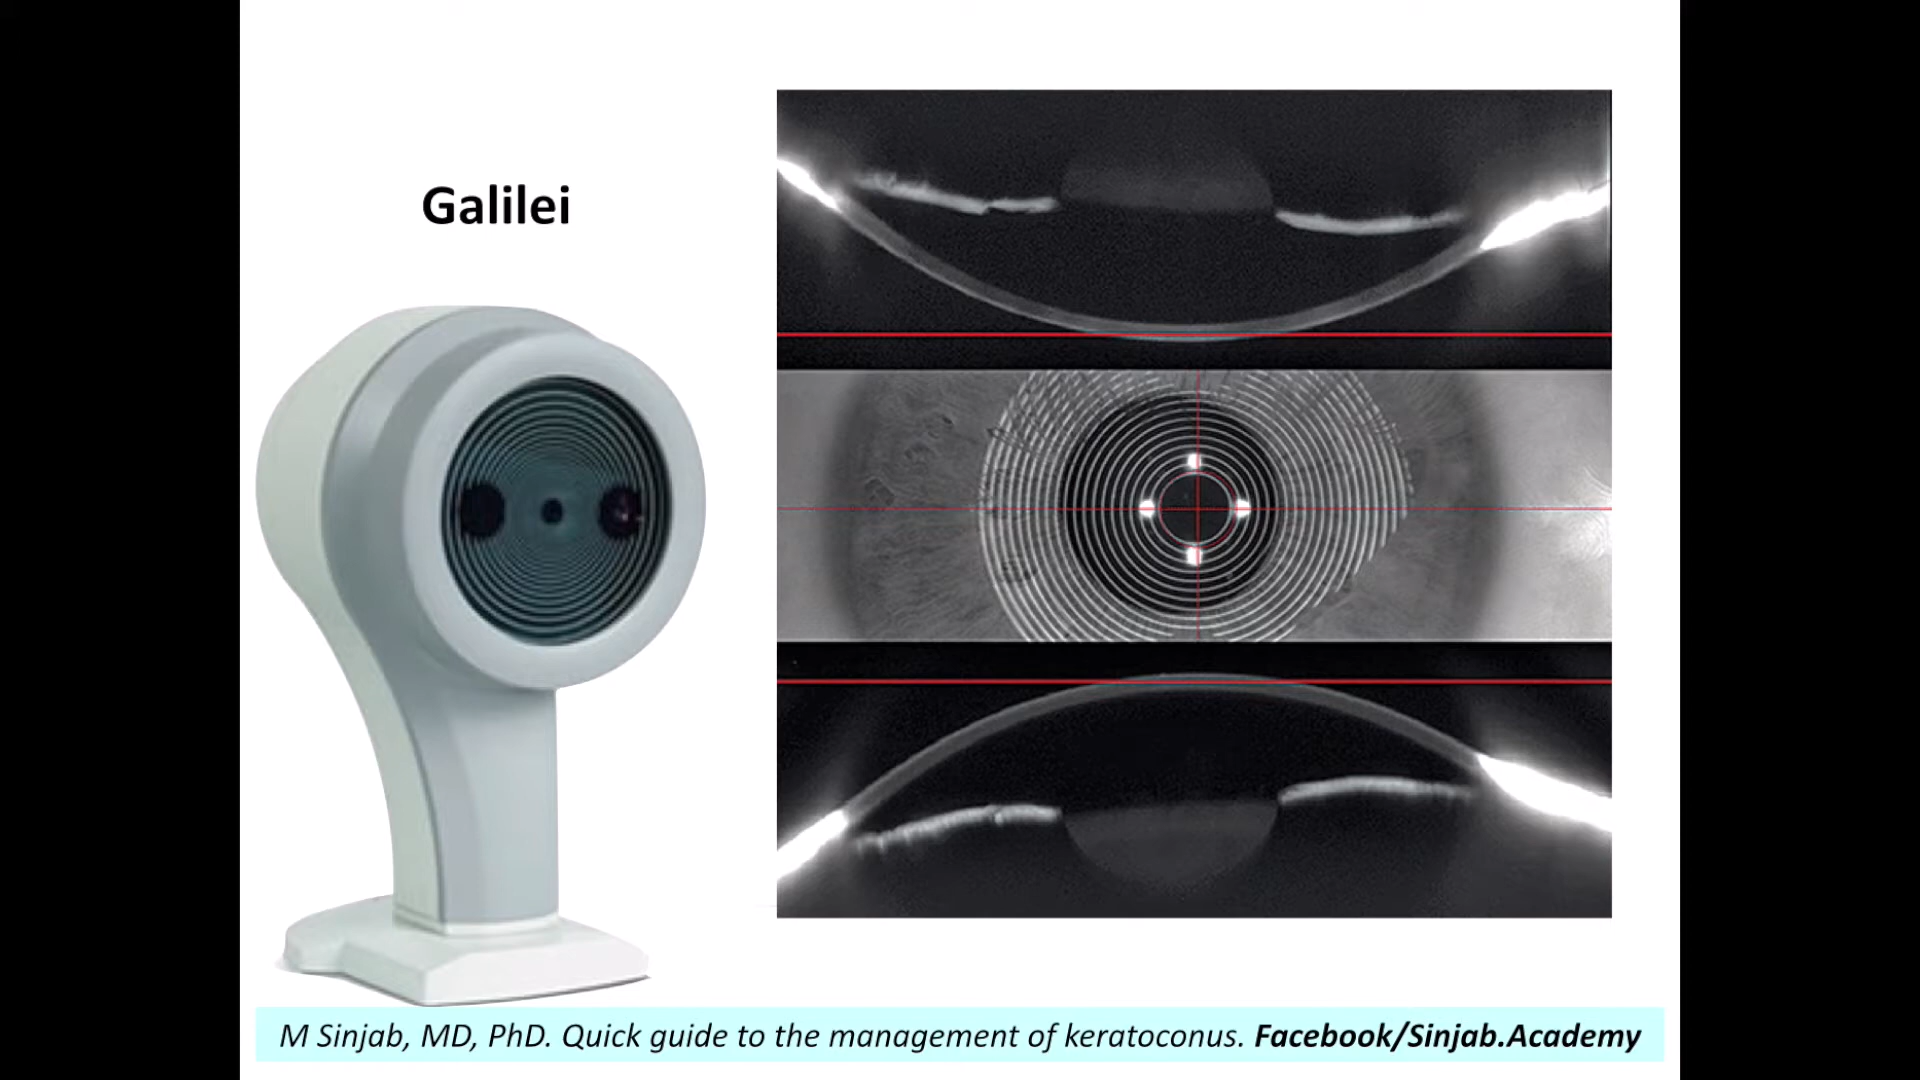 Galilei
M Sinjab, MD, PhD. Quick guide to the management of keratoconus. Facebook/Sinjab.Academy